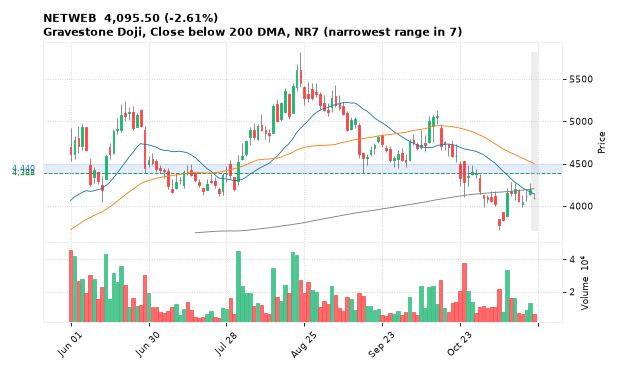 NETWEB 4,095.50 (-2.61%)
Gravestone Doji, Close below 200 DMA, NR7 (narrowest range in 7)
5500
5000
4500
4000
Price
4,440
4,388
4
2
Volume 10⁶
Jun 01
Jun 30
Jul 28
Aug 25
Sep 23
Oct 23